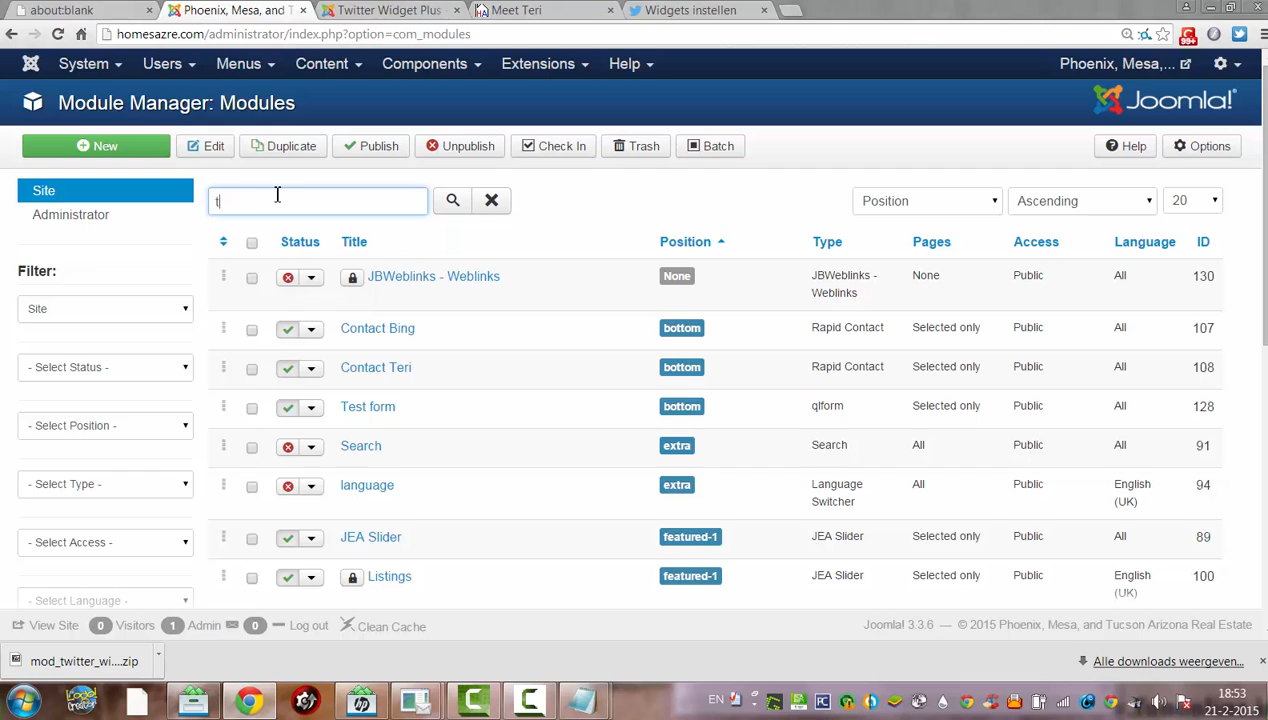 about:blank × Phoenix, Mesa, and T × Twitter Widget Plus - × Meet Teri × Widgets instellen ×
homesazre.com/administrator/index.php?option=com_modules
System Users Menus Content Components Extensions Help Phoenix, Mesa,...
Module Manager: Modules Joomla!
New Edit Duplicate Publish Unpublish Check In Trash Batch Help Options
Site t Position Ascending 20
Administrator
Status Title Position Type Pages Access Language ID
Filter:
JBWeblinks - Weblinks None JBWeblinks - None Public All 130
Weblinks
Site
Contact Bing bottom Rapid Contact Selected only Public All 107
- Select Status - Contact Teri bottom Rapid Contact Selected only Public All 108
Test form bottom qlform Selected only Public All 128
- Select Position -
Search extra Search All Public All 91
- Select Type - language extra Language All Public English 94
Switcher (UK)
- Select Access - JEA Slider featured-1 JEA Slider Selected only Public All 89
Listings featured-1 JEA Slider Selected only Public English 100
(UK)
- Select Language -
View Site 0 Visitors 1 Admin 0 Log out Clean Cache Joomla! 3.3.6 — © 2015 Phoenix, Mesa, and Tucson Arizona Real Estate
mod_twitter_wi....zip Alle downloads weergeven...
EN 18:53
21-2-2015